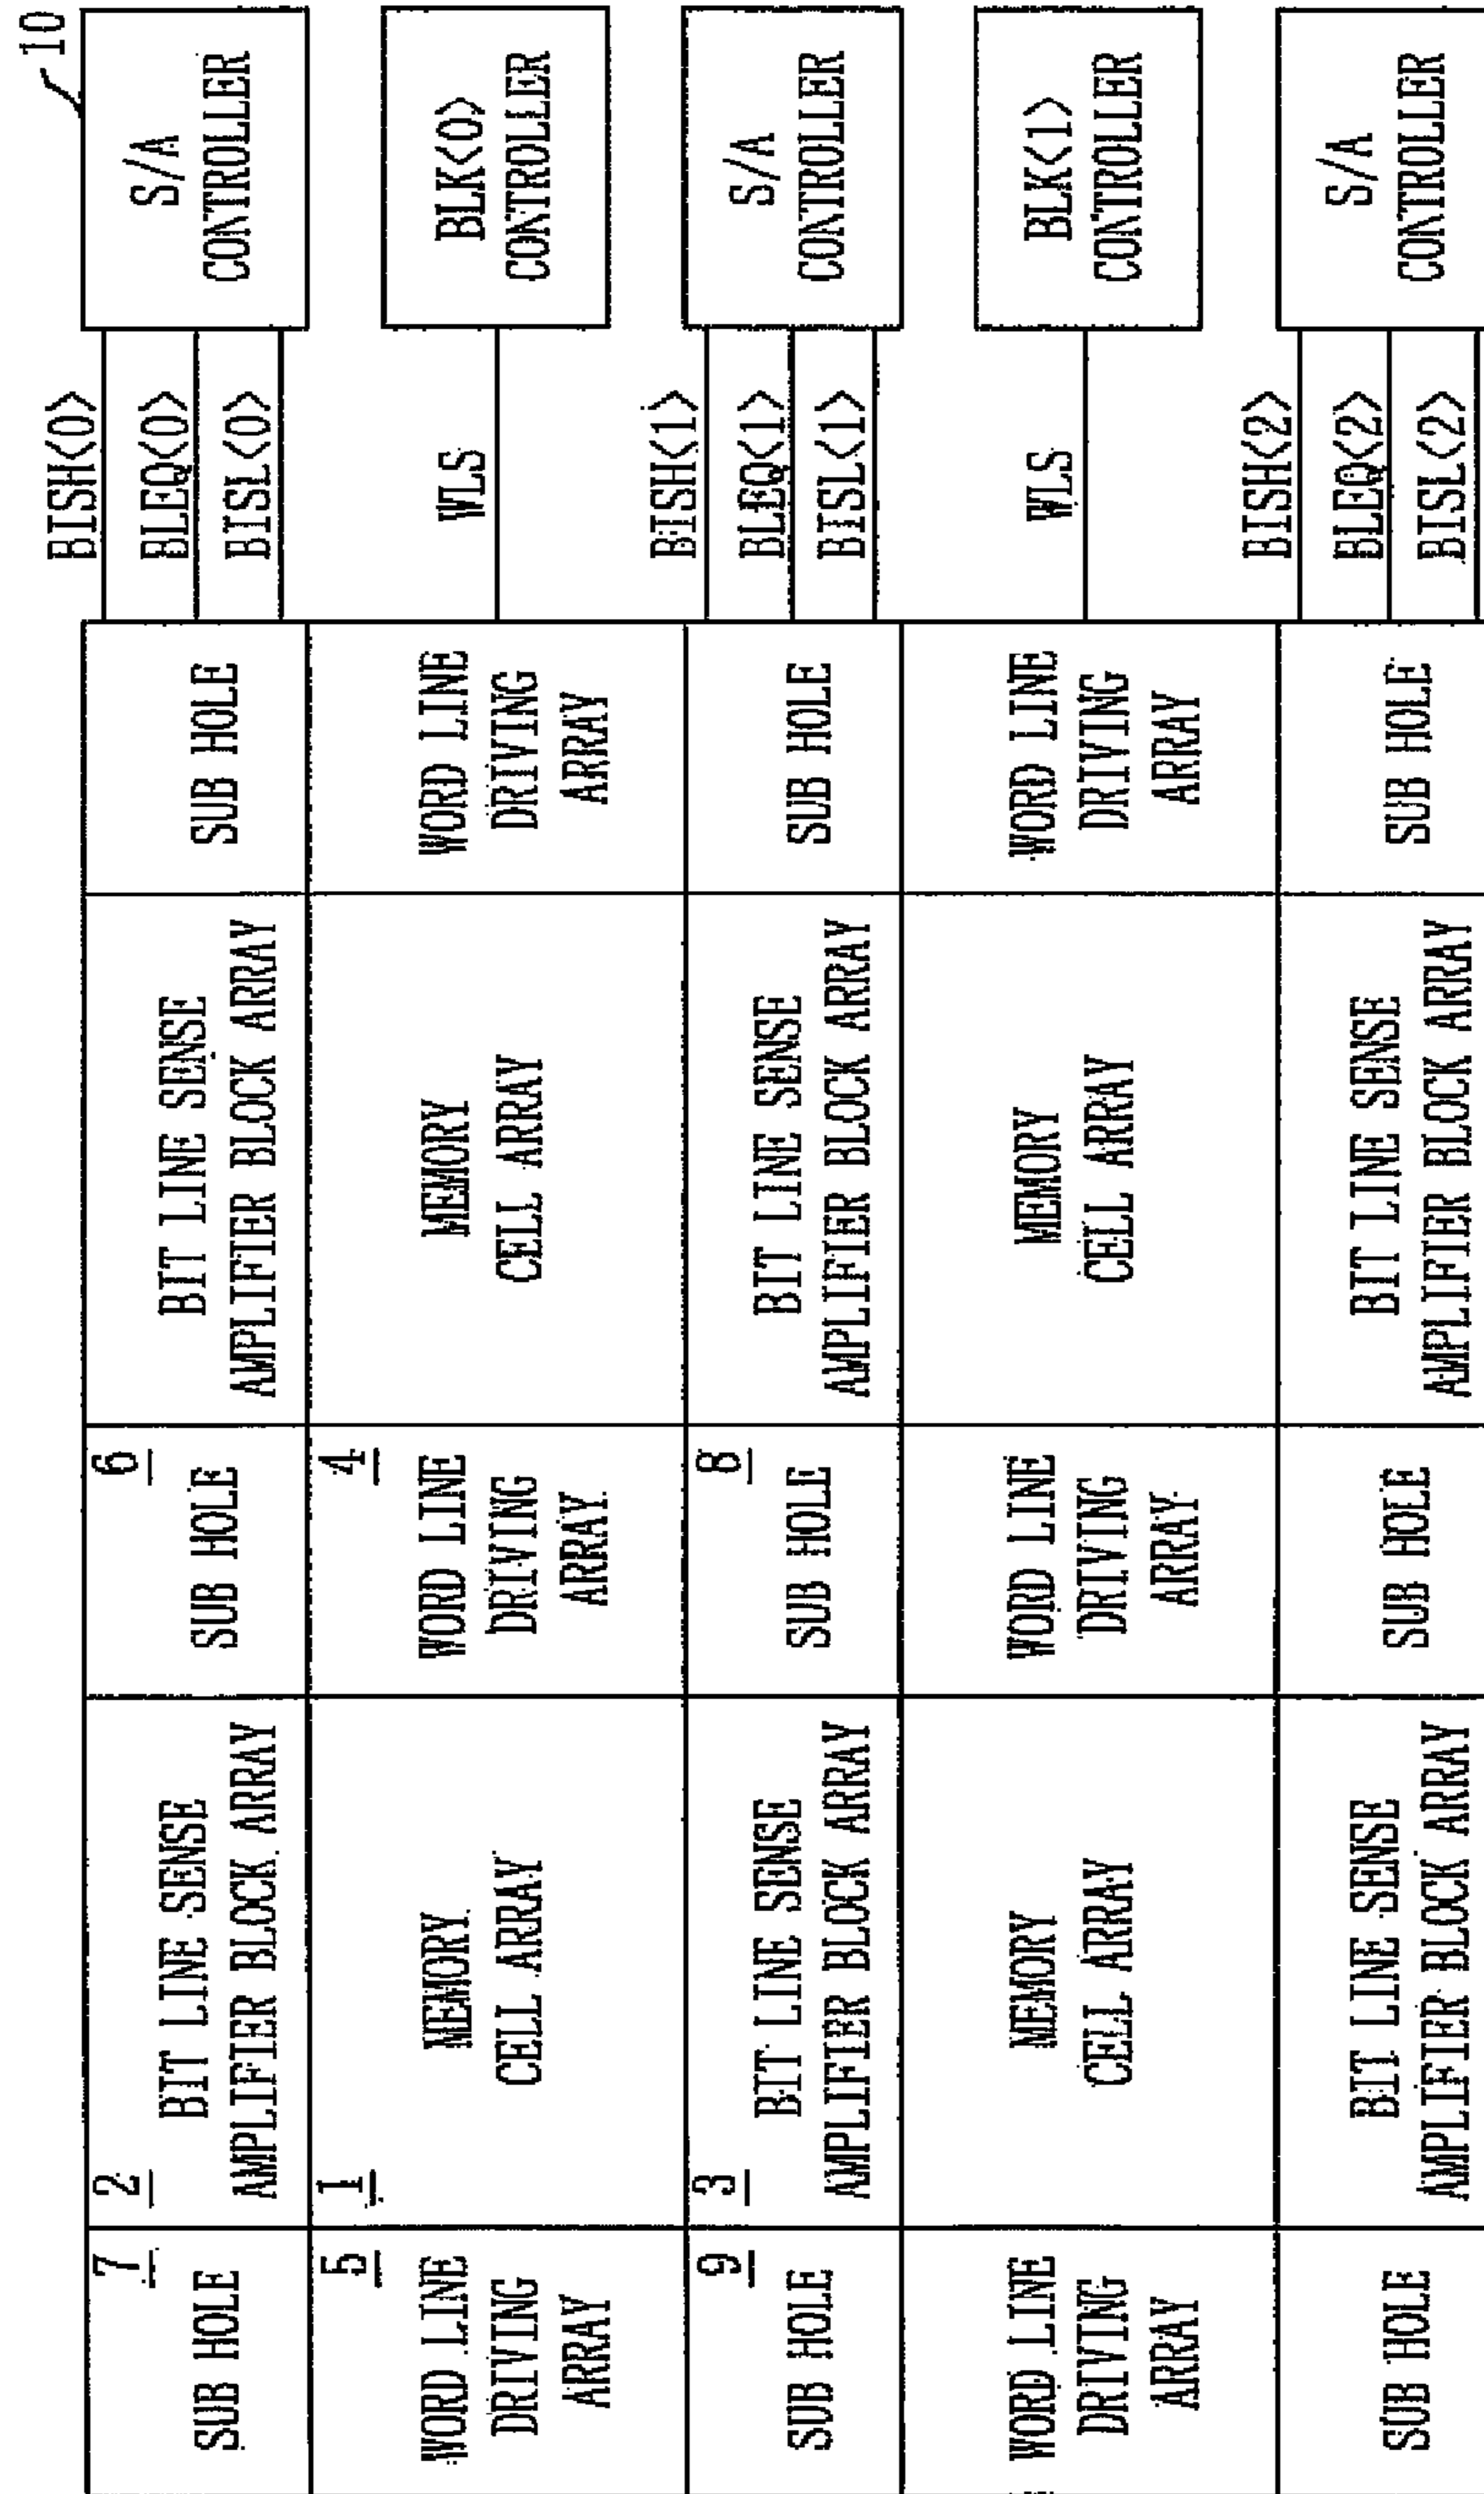 7
SUB HOLE
2
BIT LINE SENSE
AMPLIFIER BLOCK ARRAY
6
SUB HOLE
BIT LINE SENSE
AMPLIFIER BLOCK ARRAY
SUB HOLE
BISH<0>
BLEQ<0>
BISL<0>
10
S/A
CONTROLLER
5
WORD LINE
DRIVING
ARRAY
1
MEMORY
CELL ARRAY
4
WORD LINE
DRIVING
ARRAY
MEMORY
CELL ARRAY
WORD LINE
DRIVING
ARRAY
WLS
BLK<0>
CONTROLLER
9
SUB HOLE
3
BIT LINE SENSE
AMPLIFIER BLOCK ARRAY
8
SUB HOLE
BIT LINE SENSE
AMPLIFIER BLOCK ARRAY
SUB HOLE
BISH<1>
BLEQ<1>
BISL<1>
S/A
CONTROLLER
WORD LINE
DRIVING
ARRAY
MEMORY
CELL ARRAY
WORD LINE
DRIVING
ARRAY
MEMORY
CELL ARRAY
WORD LINE
DRIVING
ARRAY
WLS
BLK<1>
CONTROLLER
SUB HOLE
BIT LINE SENSE
AMPLIFIER BLOCK ARRAY
SUB HOLE
BIT LINE SENSE
AMPLIFIER BLOCK ARRAY
SUB HOLE
BISH<2>
BLEQ<2>
BISL<2>
S/A
CONTROLLER